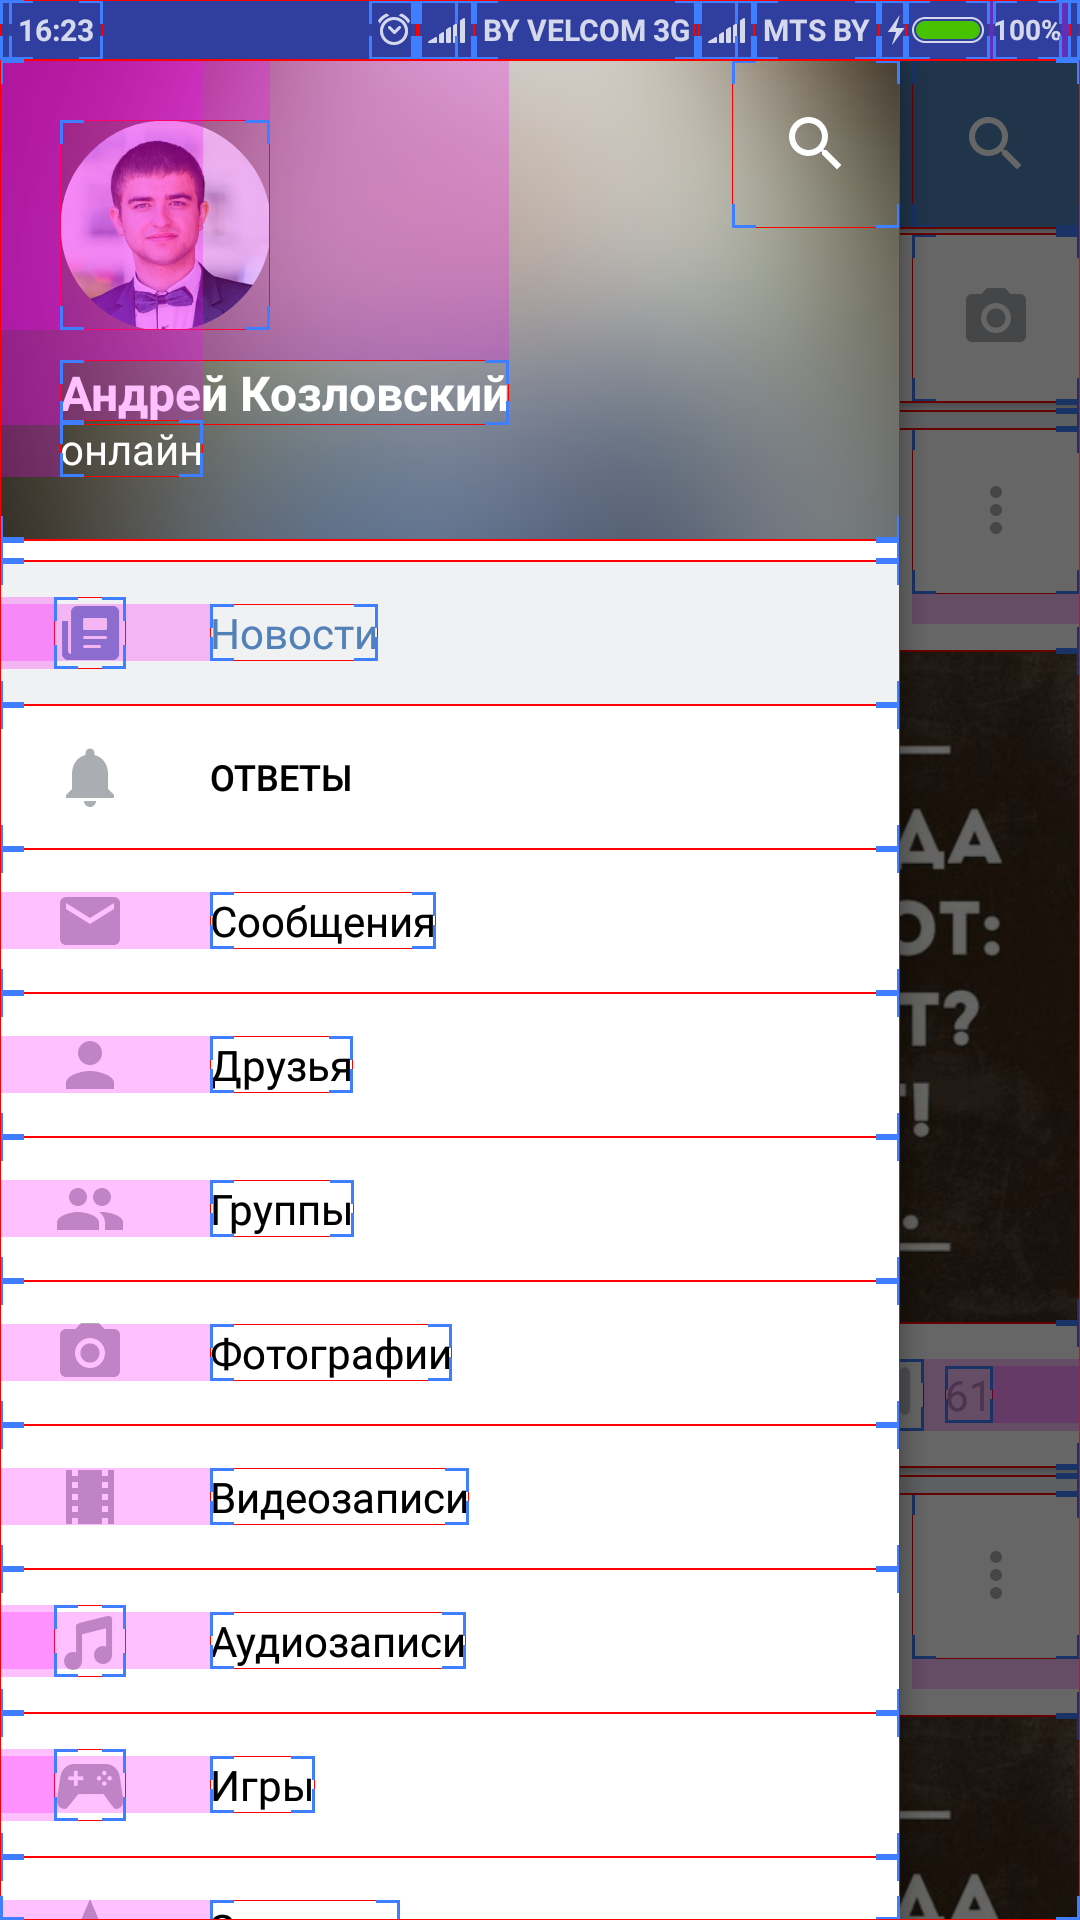 16:23 BY VELCOM 3G MTS BY 100%
Андрей Козловский
онлайн
Новости
ОТВЕТЫ
Сообщения
Друзья
Группы
Фотографии
Видеозаписи
Аудиозаписи
Игры
61